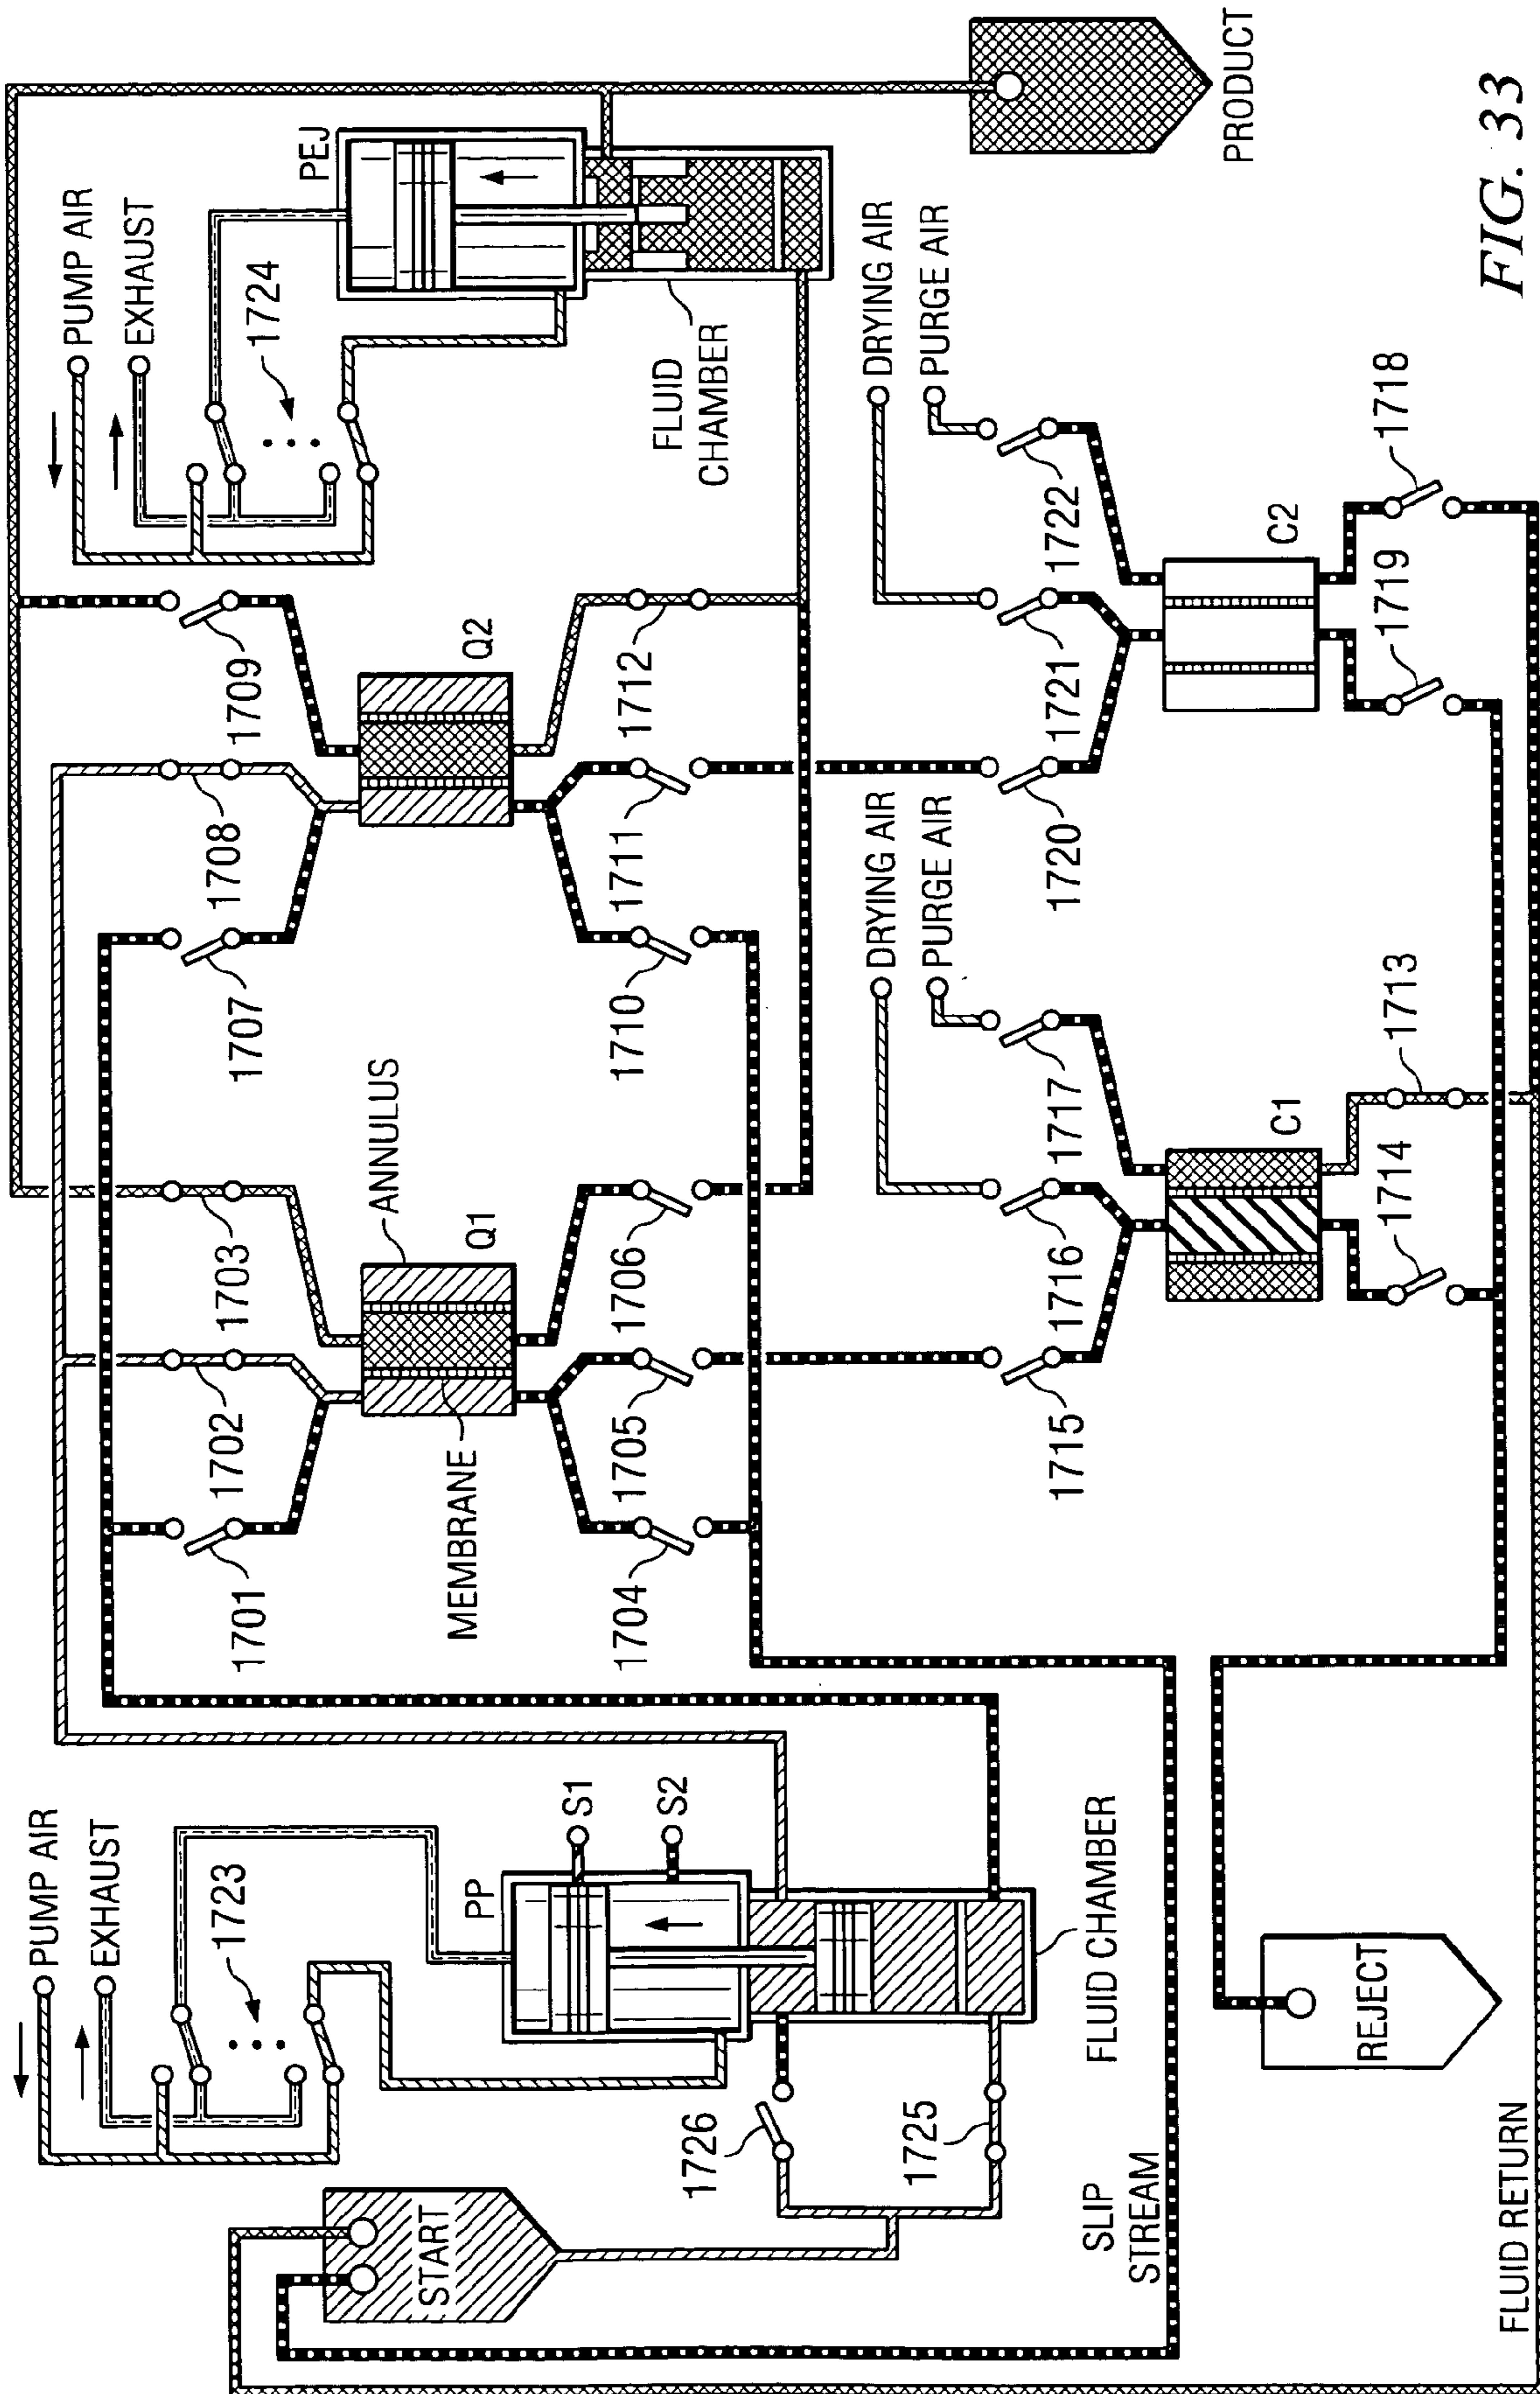 PUMP AIR
EXHAUST
1723
START
PP
S1
S2
1726
1725
FLUID CHAMBER
SLIP
STREAM
REJECT
FLUID RETURN
1701
1702
1703
ANNULUS
MEMBRANE
Q1
1704
1705
1706
1707
1708
1709
Q2
1710
1711
1712
PUMP AIR
EXHAUST
1724
PEJ
FLUID
CHAMBER
PRODUCT
DRYING AIR
PURGE AIR
1715
1716
1717
C1
1714
1713
DRYING AIR
PURGE AIR
1720
1721
1722
C2
1719
1718
FIG. 33